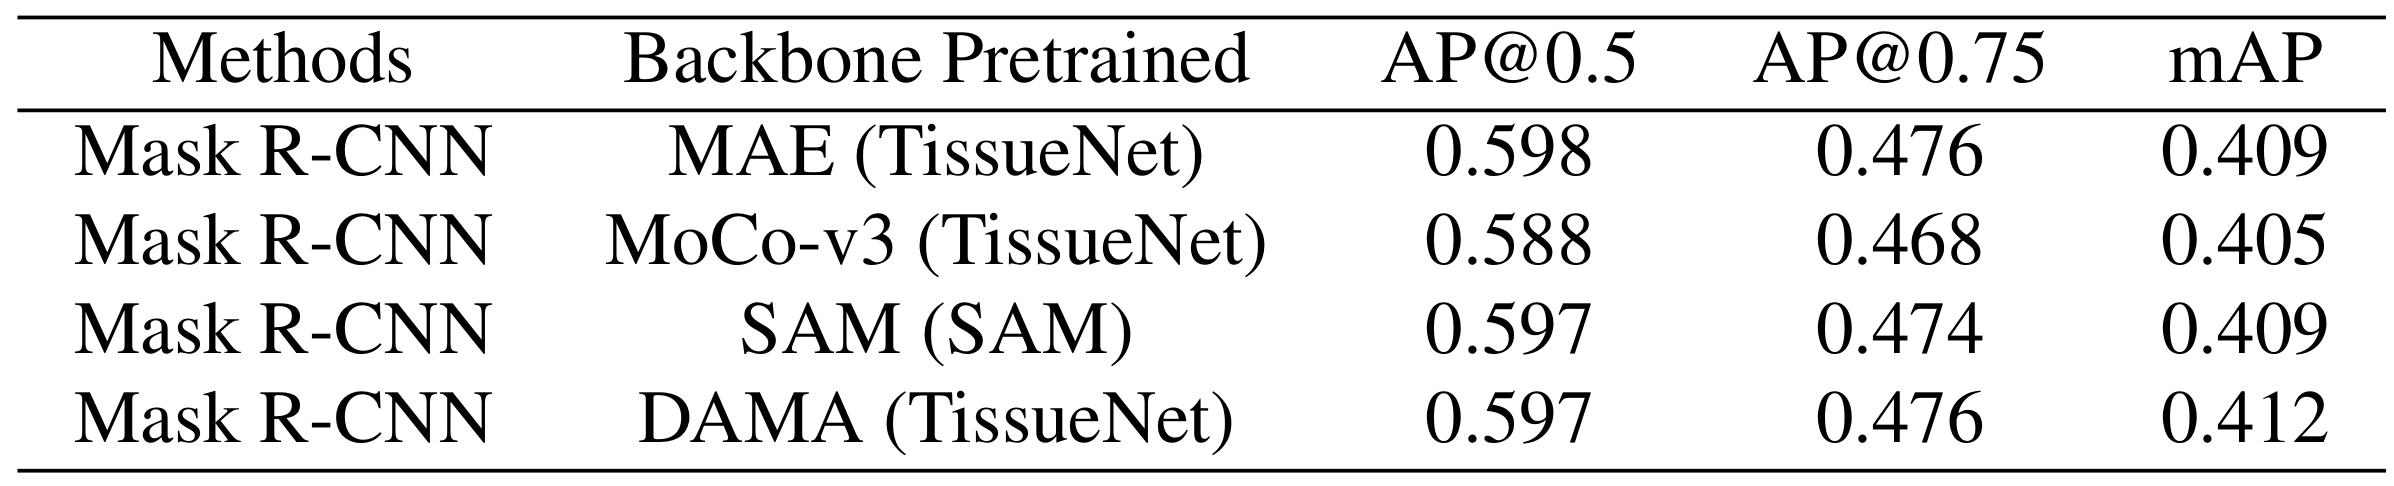 Methods Backbone Pretrained AP@0.5 AP@0.75 mAP
Mask R-CNN MAE (TissueNet) 0.598 0.476 0.409
Mask R-CNN MoCo-v3 (TissueNet) 0.588 0.468 0.405
Mask R-CNN SAM (SAM) 0.597 0.474 0.409
Mask R-CNN DAMA (TissueNet) 0.597 0.476 0.412